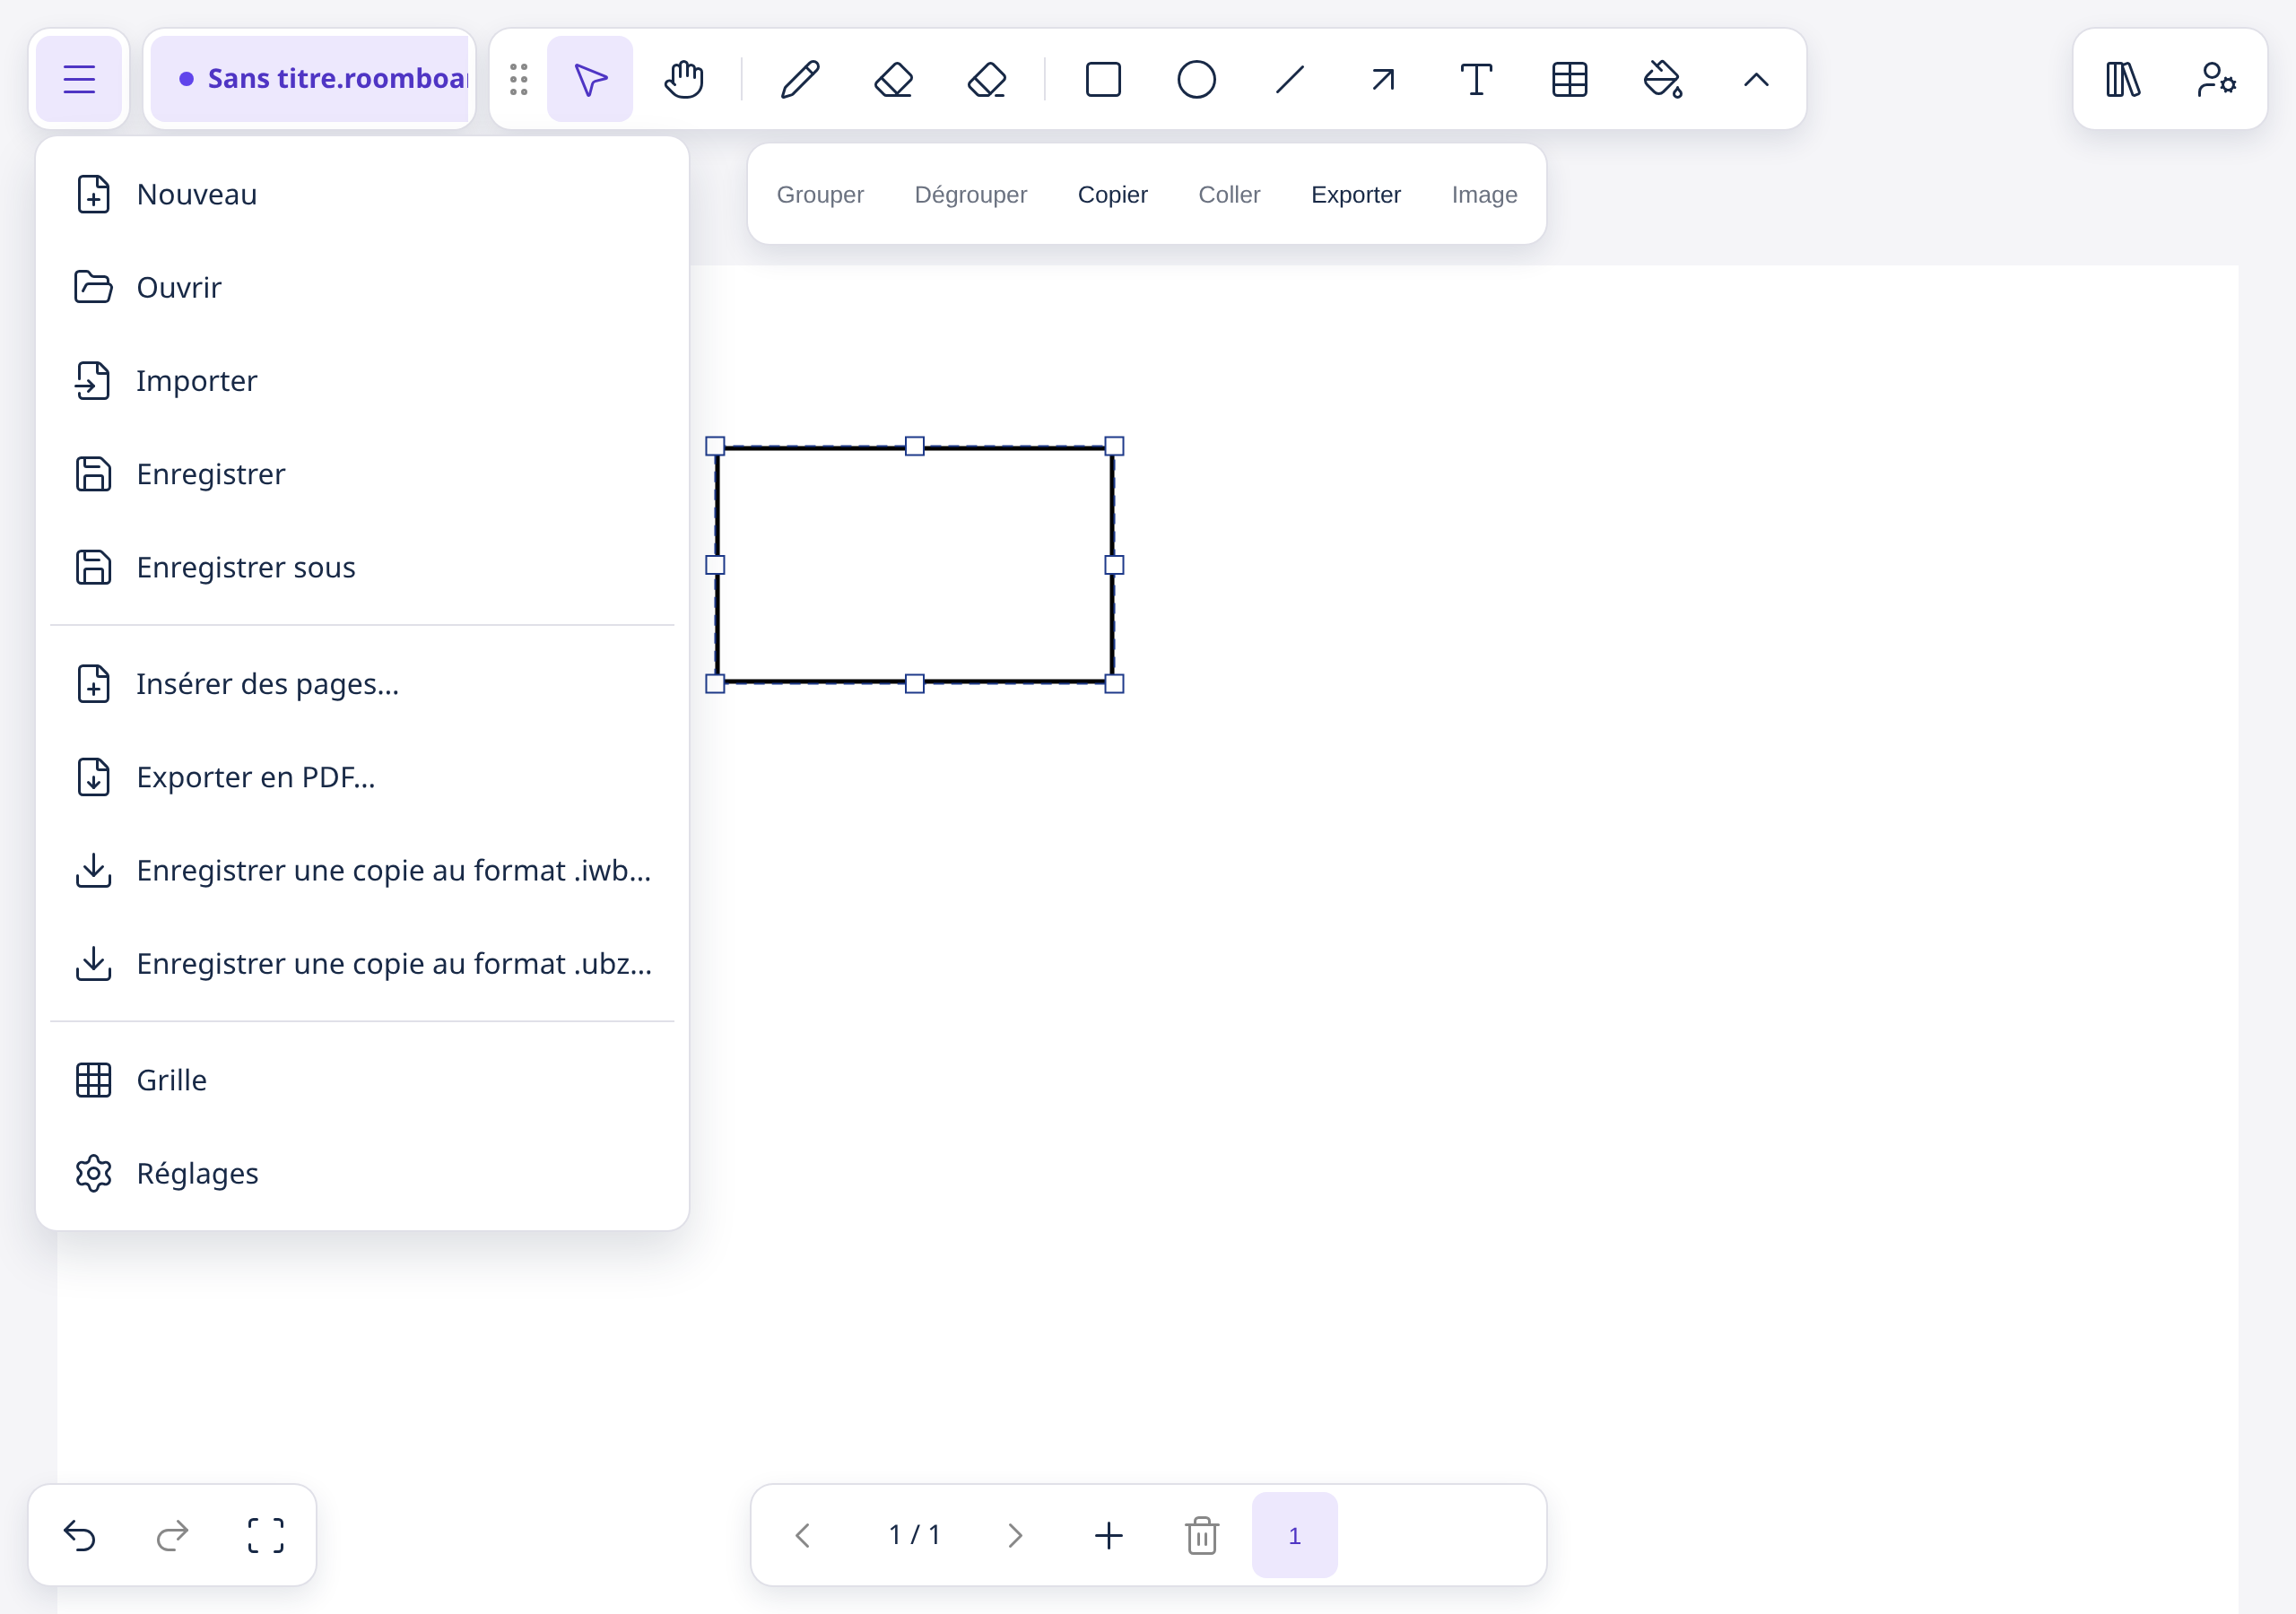 Sans titre.roomboar
Grouper Dégrouper Copier Coller Exporter Image
Nouveau
Ouvrir
Importer
Enregistrer
Enregistrer sous
Insérer des pages...
Exporter en PDF...
Enregistrer une copie au format .iwb...
Enregistrer une copie au format .ubz...
Grille
Réglages
1 / 1
1